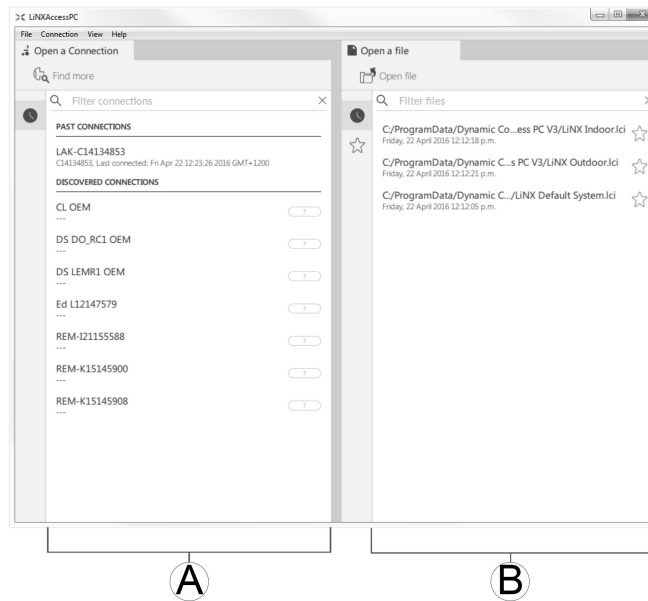 LiNXAccessPC
File Connection View Help
Open a Connection
Find more
Filter connections
PAST CONNECTIONS
LAK-C14134853
C14134853, Last connected: Fri Apr 22 12:23:26 2016 GMT+1200
DISCOVERED CONNECTIONS
CL OEM
---
?
DS DO_RC1 OEM
---
?
DS LEMR1 OEM
---
?
Ed L12147579
---
?
REM-I21155588
---
?
REM-K15145900
---
?
REM-K15145908
---
?
Open a file
Open file
Filter files
C:/ProgramData/Dynamic Co...ess PC V3/LiNX Indoor.lci
Friday, 22 April 2016 12:12:18 p.m.
C:/ProgramData/Dynamic C...s PC V3/LiNX Outdoor.lci
Friday, 22 April 2016 12:12:21 p.m.
C:/ProgramData/Dynamic C.../LiNX Default System.lci
Friday, 22 April 2016 12:12:05 p.m.
A
B